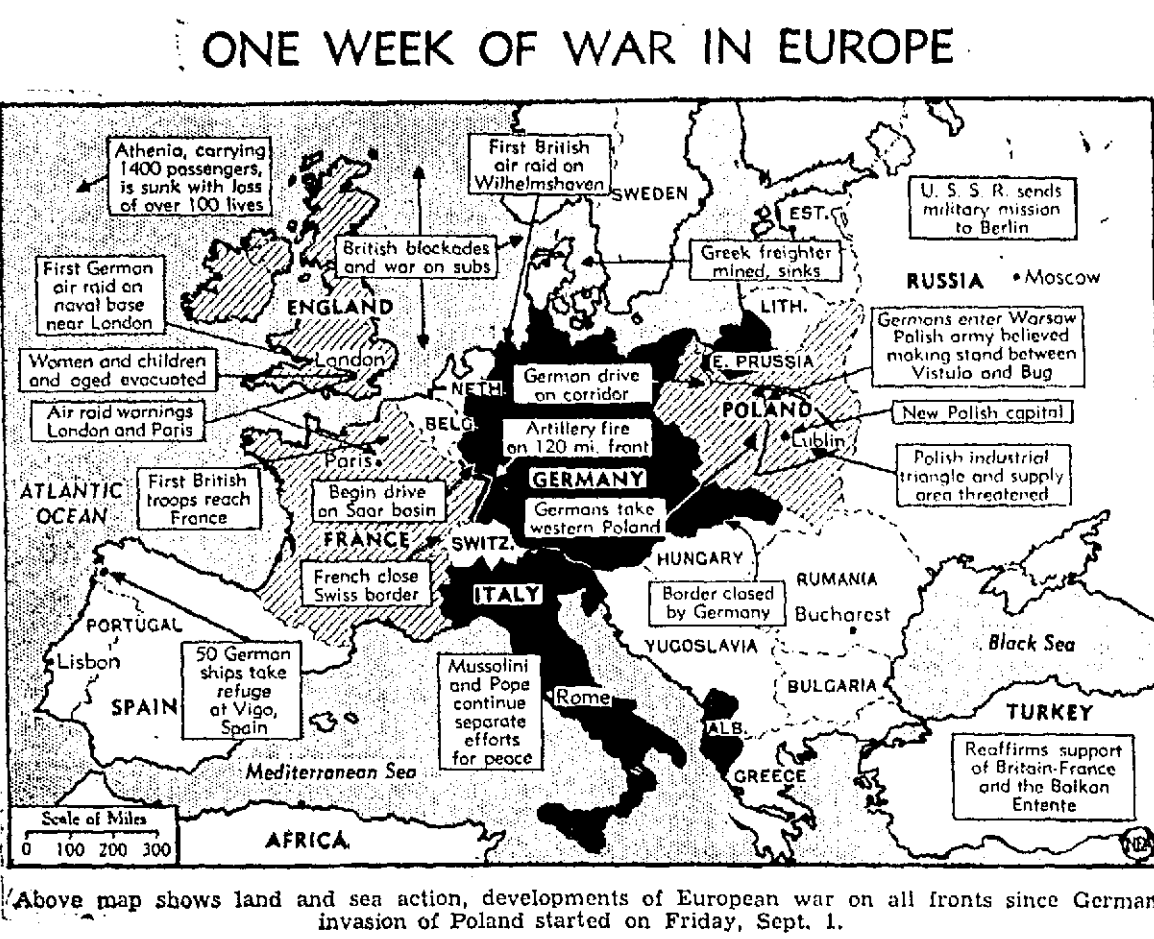 ONE WEEK OF WAR IN EUROPE
Athenia, carrying
1400 passengers,
is sunk with loss
of over 100 lives
First British
air raid on
Wilhelmshaven
SWEDEN
U. S. S. R. sends
military mission
to Berlin
EST.
British blockades
and war on subs
Greek freighter
mined, sinks
First German
air raid on
naval base
near London
ENGLAND
RUSSIA
Moscow
LITH.
Germans enter Warsaw
Polish army believed
making stand between
Vistula and Bug
Women and children
and aged evacuated
London
E. PRUSSIA
NETH.
German drive
on corridor
Air raid warnings
London and Paris
BELG.
POLAND
New Polish capital
Artillery fire
on 120 mi. front
Lublin
Paris
GERMANY
Polish industrial
triangle and supply
area threatened
First British
troops reach
France
ATLANTIC
OCEAN
Begin drive
on Saar basin
Germans take
western Poland
FRANCE
SWITZ.
HUNGARY
French close
Swiss border
ITALY
Border closed
by Germany
RUMANIA
Bucharest
PORTUGAL
Lisbon
SPAIN
50 German
ships take
refuge
at Vigo,
Spain
YUGOSLAVIA
Black Sea
Mussolini
and Pope
continue
separate
efforts
for peace
Rome
BULGARIA
TURKEY
ALB.
GREECE
Reaffirms support
of Britain-France
and the Balkan
Entente
Mediterranean Sea
AFRICA
Scale of Miles
0 100 200 300
NEA
Above map shows land and sea action, developments of European war on all fronts since German
invasion of Poland started on Friday, Sept. 1.